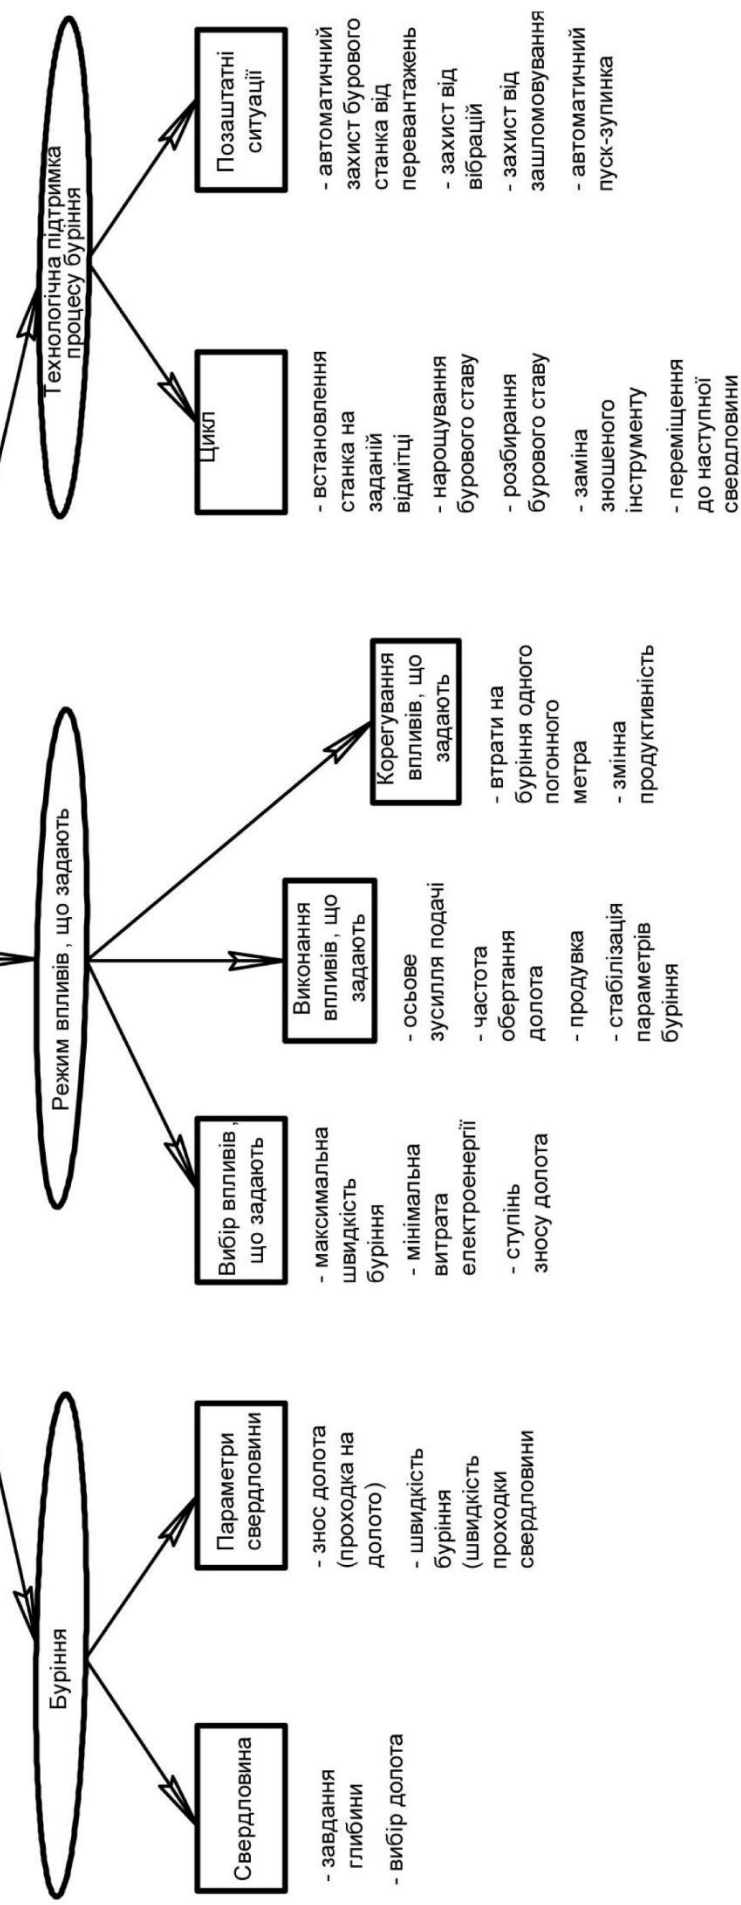 Буріння
Свердловина
- завдання
глибини
- вибір долота
Параметри
свердловини
- знос долота
(проходка на
долото)
- швидкість
буріння
(швидкість
проходки
свердловини
Режим впливів, що задають
Вибір впливів,
що задають
- максимальна
швидкість
буріння
- мінімальна
витрата
електроенергії
- ступінь
зносу долота
Виконання
впливів, що
задають
- осьове
зусилля подачі
- частота
обертання
долота
- продувка
- стабілізація
параметрів
буріння
Корегування
впливів, що
задають
- втрати на
буріння одного
погонного
метра
- змінна
продуктивність
Технологічна підтримка
процесу буріння
Цикл
- встановлення
станка на
заданій
відмітці
- нарощування
бурового ставу
- розбирання
бурового ставу
- заміна
зношеного
інструменту
- переміщення
до наступної
свердловини
Позаштатні
ситуації
- автоматичний
захист бурового
станка від
перевантажень
- захист від
вібрацій
- захист від
зашломовування
- автоматичний
пуск-зупинка